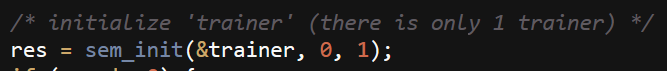 /* initialize 'trainer' (there is only 1 trainer) */
res = sem_init(&trainer, 0, 1);